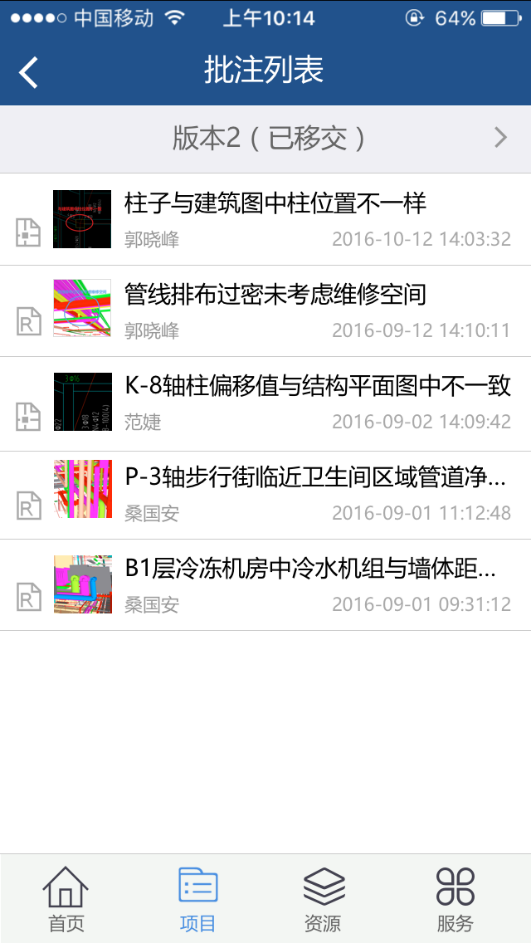 中国移动 上午10:14 64%
批注列表
版本2（已移交）
柱子与建筑图中柱位置不一样
郭晓峰 2016-10-12 14:03:32
管线排布过密未考虑维修空间
R
郭晓峰 2016-09-12 14:10:11
K-8轴柱偏移值与结构平面图中不一致
范婕 2016-09-02 14:09:42
P-3轴步行街临近卫生间区域管道净...
R
桑国安 2016-09-01 11:12:48
B1层冷冻机房中冷水机组与墙体距...
R
桑国安 2016-09-01 09:31:12
首页 项目 资源 服务